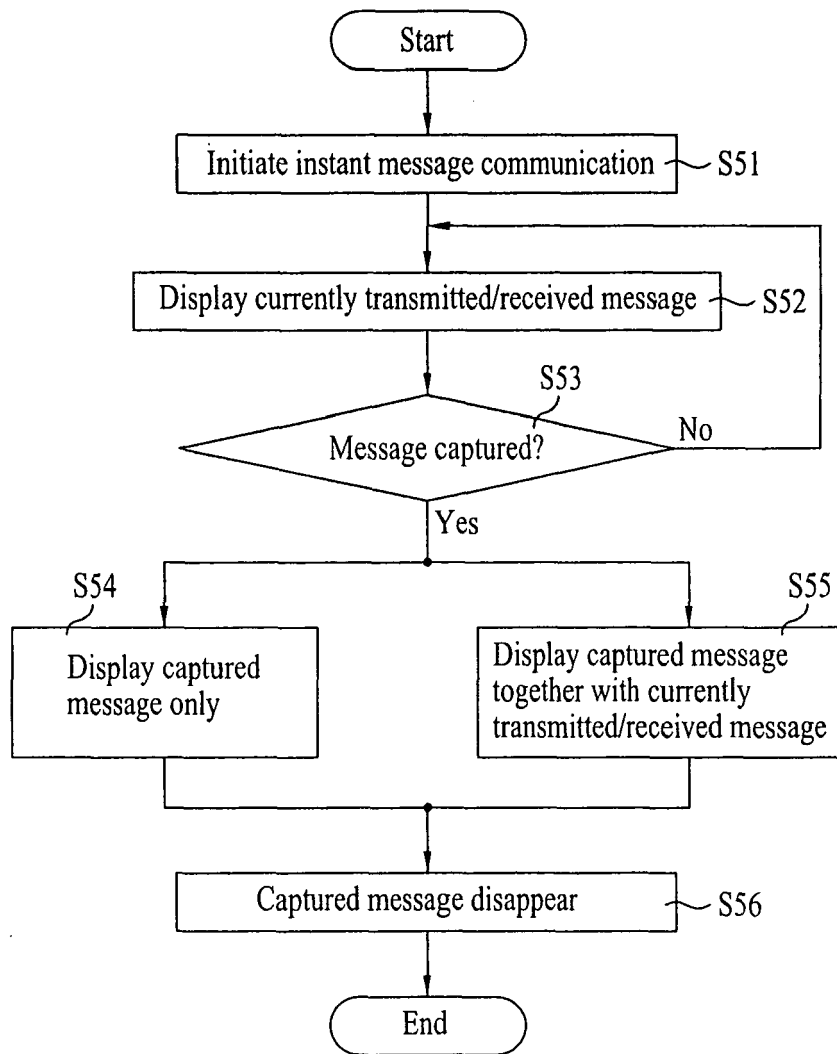 Start
Initiate instant message communication
S51
Display currently transmitted/received message
S52
S53
Message captured?
No
Yes
S54
Display captured
message only
S55
Display captured message
together with currently
transmitted/received message
Captured message disappear
S56
End